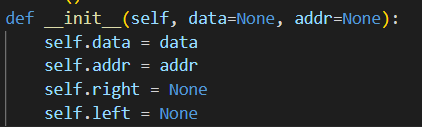 def __init__(self, data=None, addr=None):
    self.data = data
    self.addr = addr
    self.right = None
    self.left = None